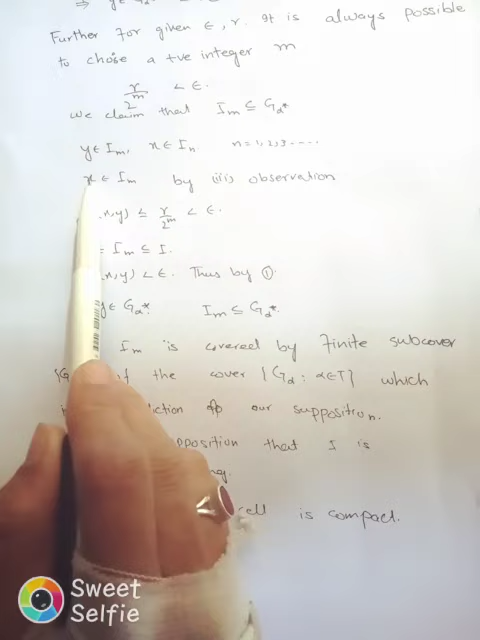 Further for given ∈, r. It is always possible
to chose a +ve integer m
r/2^m < ∈.
We claim that I_m ⊆ G_α*
y ∈ I_m, x ∈ I_n n = 1, 2, 3 ·····
x ∈ I_m by (iii) observation
x, y) ≤ r/2^m < ∈.
= I_m ⊆ I.
x, y) < ∈. Thus by ①
y ∈ G_α* I_m ⊆ G_α*
I_m is covered by finite subcover
of the cover {G_α : α ∈ T} which
our supposition.
that I is
cell is compact.
Sweet
Selfie